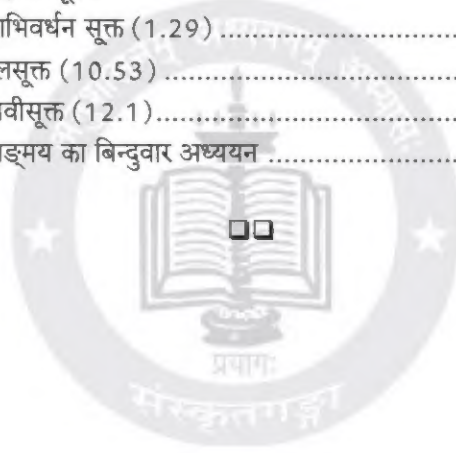 भिवर्धन सूक्त (1.29)
लसूक्त (10.53)
वीसूक्त (12.1)
ङ्मय का बिन्दुवार अध्ययन
प्रयागः
संस्कृतगङ्गा